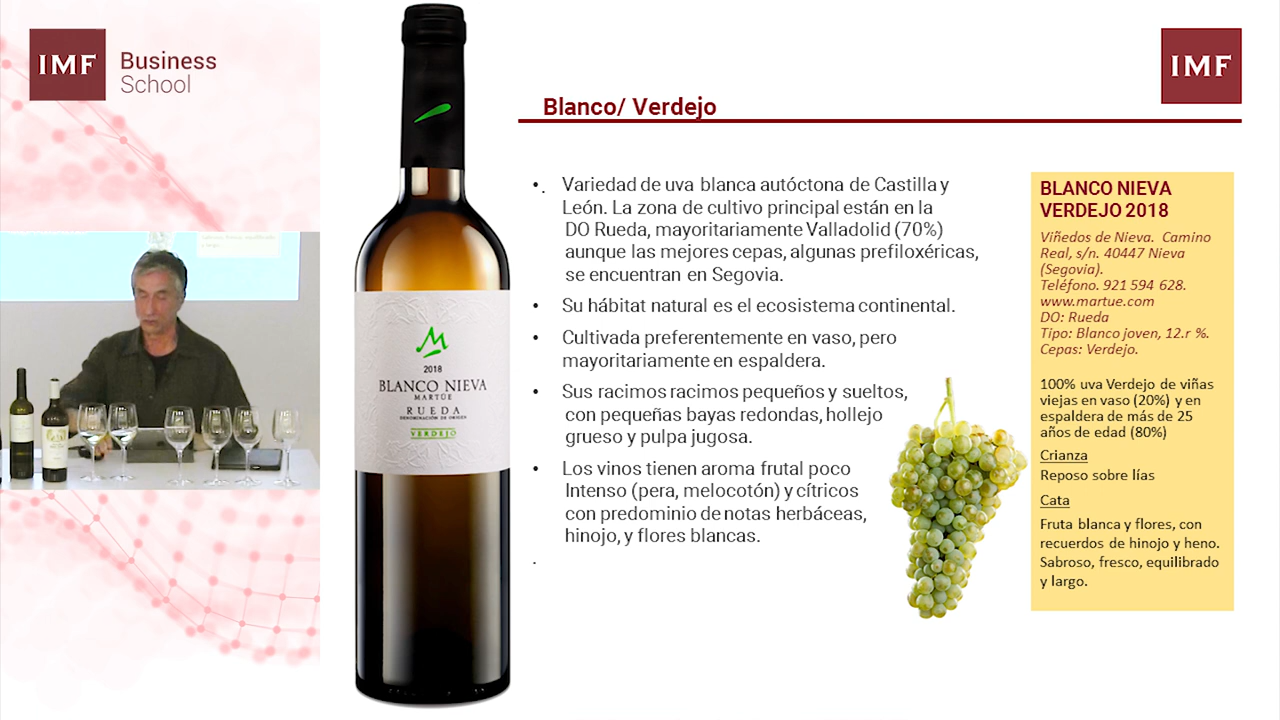 IMF
Business
School
IMF
Blanco/ Verdejo
•. Variedad de uva blanca autóctona de Castilla y
León. La zona de cultivo principal están en la
DO Rueda, mayoritariamente Valladolid (70%)
aunque las mejores cepas, algunas prefiloxéricas,
se encuentran en Segovia.
• Su hábitat natural es el ecosistema continental.
• Cultivada preferentemente en vaso, pero
mayoritariamente en espaldera.
• Sus racimos racimos pequeños y sueltos,
con pequeñas bayas redondas, hollejo
grueso y pulpa jugosa.
• Los vinos tienen aroma frutal poco
Intenso (pera, melocotón) y cítricos
con predominio de notas herbáceas,
hinojo, y flores blancas.
.
BLANCO NIEVA
VERDEJO 2018
Viñedos de Nieva. Camino
Real, s/n. 40447 Nieva
(Segovia).
Teléfono. 921 594 628.
www.martue.com
DO: Rueda
Tipo: Blanco joven, 12.r %.
Cepas: Verdejo.
100% uva Verdejo de viñas
viejas en vaso (20%) y en
espaldera de más de 25
años de edad (80%)
Crianza
Reposo sobre lías
Cata
Fruta blanca y flores, con
recuerdos de hinojo y heno.
Sabroso, fresco, equilibrado
y largo.
M
2018
BLANCO NIEVA
MARTÚE
RUEDA
DENOMINACIÓN DE ORIGEN
VERDEJO